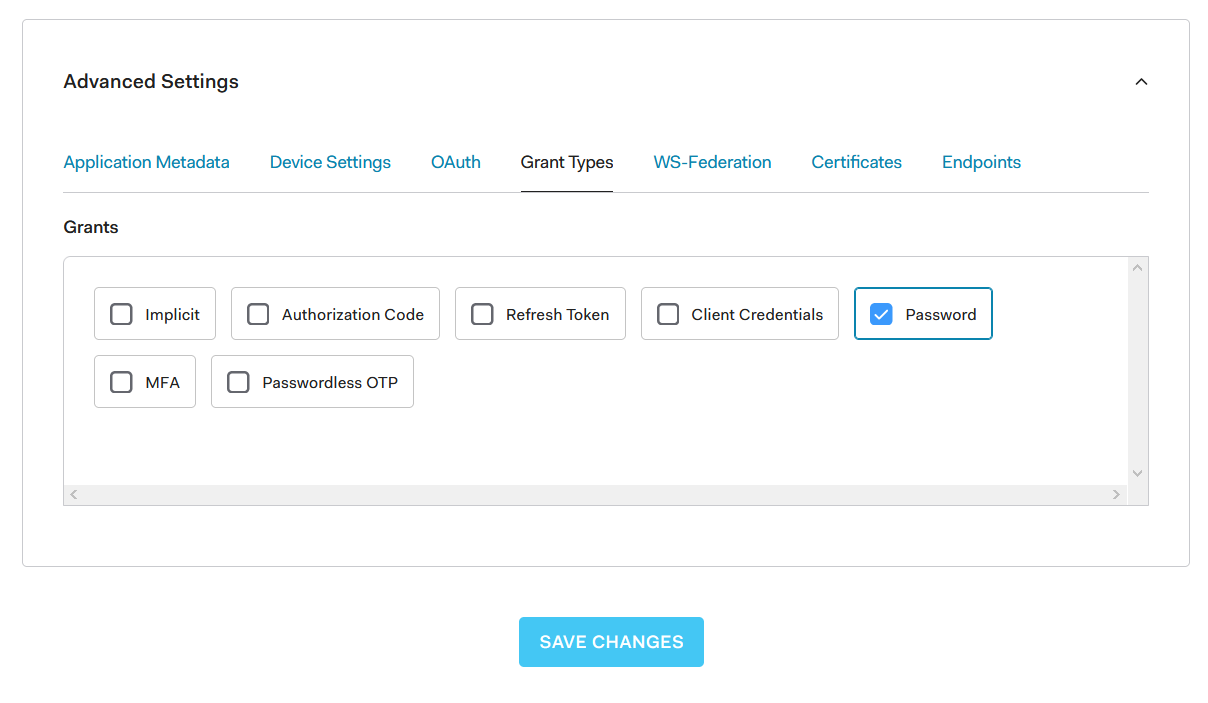 Advanced Settings
Application Metadata Device Settings OAuth Grant Types WS-Federation Certificates Endpoints
Grants
Implicit Authorization Code Refresh Token Client Credentials Password
MFA Passwordless OTP
SAVE CHANGES